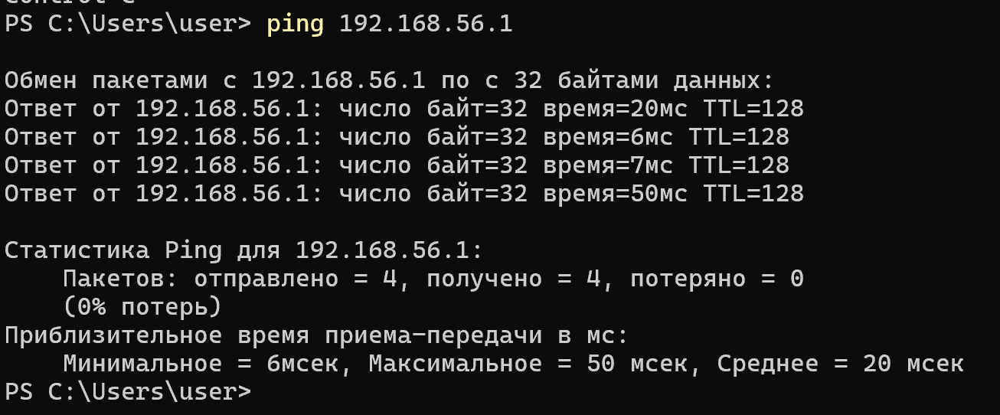 PS C:\Users\user> ping 192.168.56.1
Обмен пакетами с 192.168.56.1 по с 32 байтами данных:
Ответ от 192.168.56.1: число байт=32 время=20мс TTL=128
Ответ от 192.168.56.1: число байт=32 время=6мс TTL=128
Ответ от 192.168.56.1: число байт=32 время=7мс TTL=128
Ответ от 192.168.56.1: число байт=32 время=50мс TTL=128
Статистика Ping для 192.168.56.1:
Пакетов: отправлено = 4, получено = 4, потеряно = 0
(0% потерь)
Приблизительное время приема-передачи в мс:
Минимальное = 6мсек, Максимальное = 50 мсек, Среднее = 20 мсек
PS C:\Users\user>